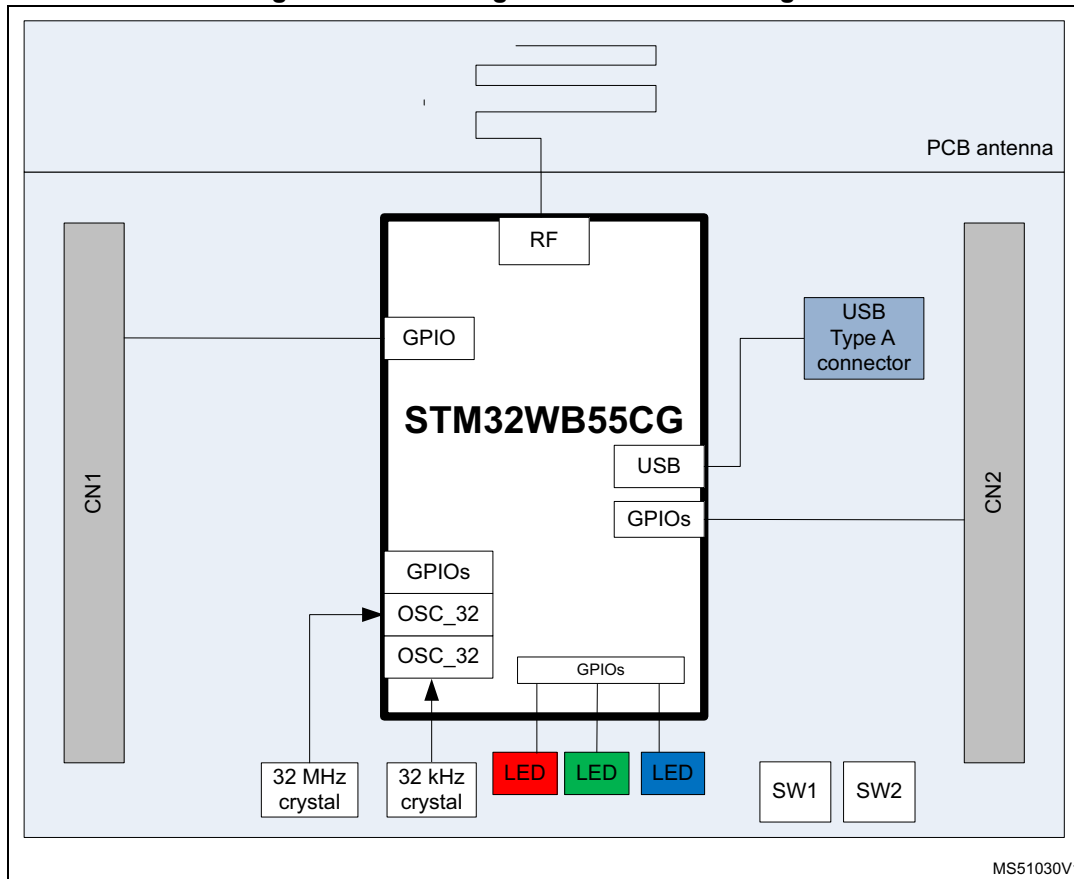 PCB antenna
RF
GPIO
USB
Type A
connector
STM32WB55CG
CN1
USB
CN2
GPIOs
GPIOs
OSC_32
OSC_32
GPIOs
32 MHz
crystal
32 kHz
crystal
LED
LED
LED
SW1
SW2